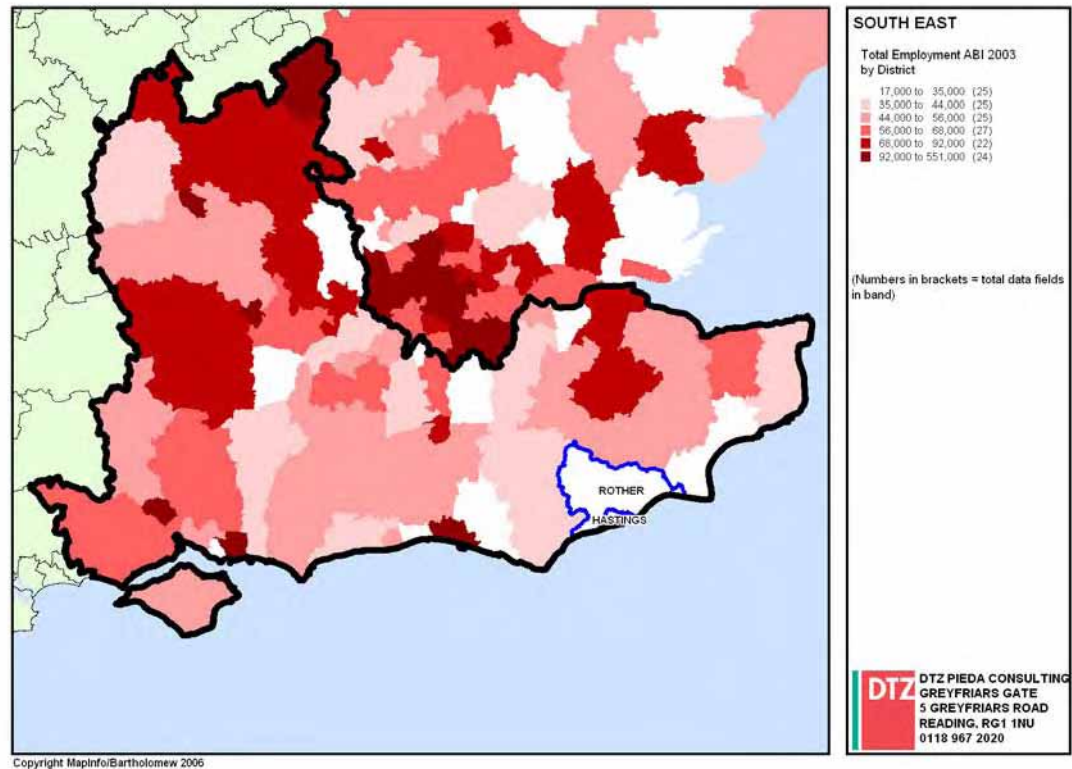 SOUTH EAST
Total Employment ABI 2003
by District
17,000 to 35,000 (25)
35,000 to 44,000 (25)
44,000 to 56,000 (25)
56,000 to 68,000 (27)
68,000 to 92,000 (22)
92,000 to 551,000 (24)
(Numbers in brackets = total data fields
in band)
ROTHER
HASTINGS
DTZ
DTZ PIEDA CONSULTING
GREYFRIARS GATE
5 GREYFRIARS ROAD
READING, RG1 1NU
0118 967 2020
Copyright MapInfo/Bartholomew 2006